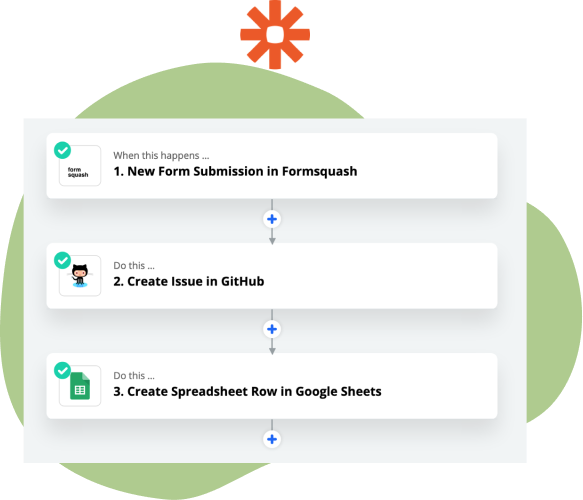 When this happens ...
form
squash
1. New Form Submission in Formsquash
Do this ...
2. Create Issue in GitHub
Do this ...
3. Create Spreadsheet Row in Google Sheets